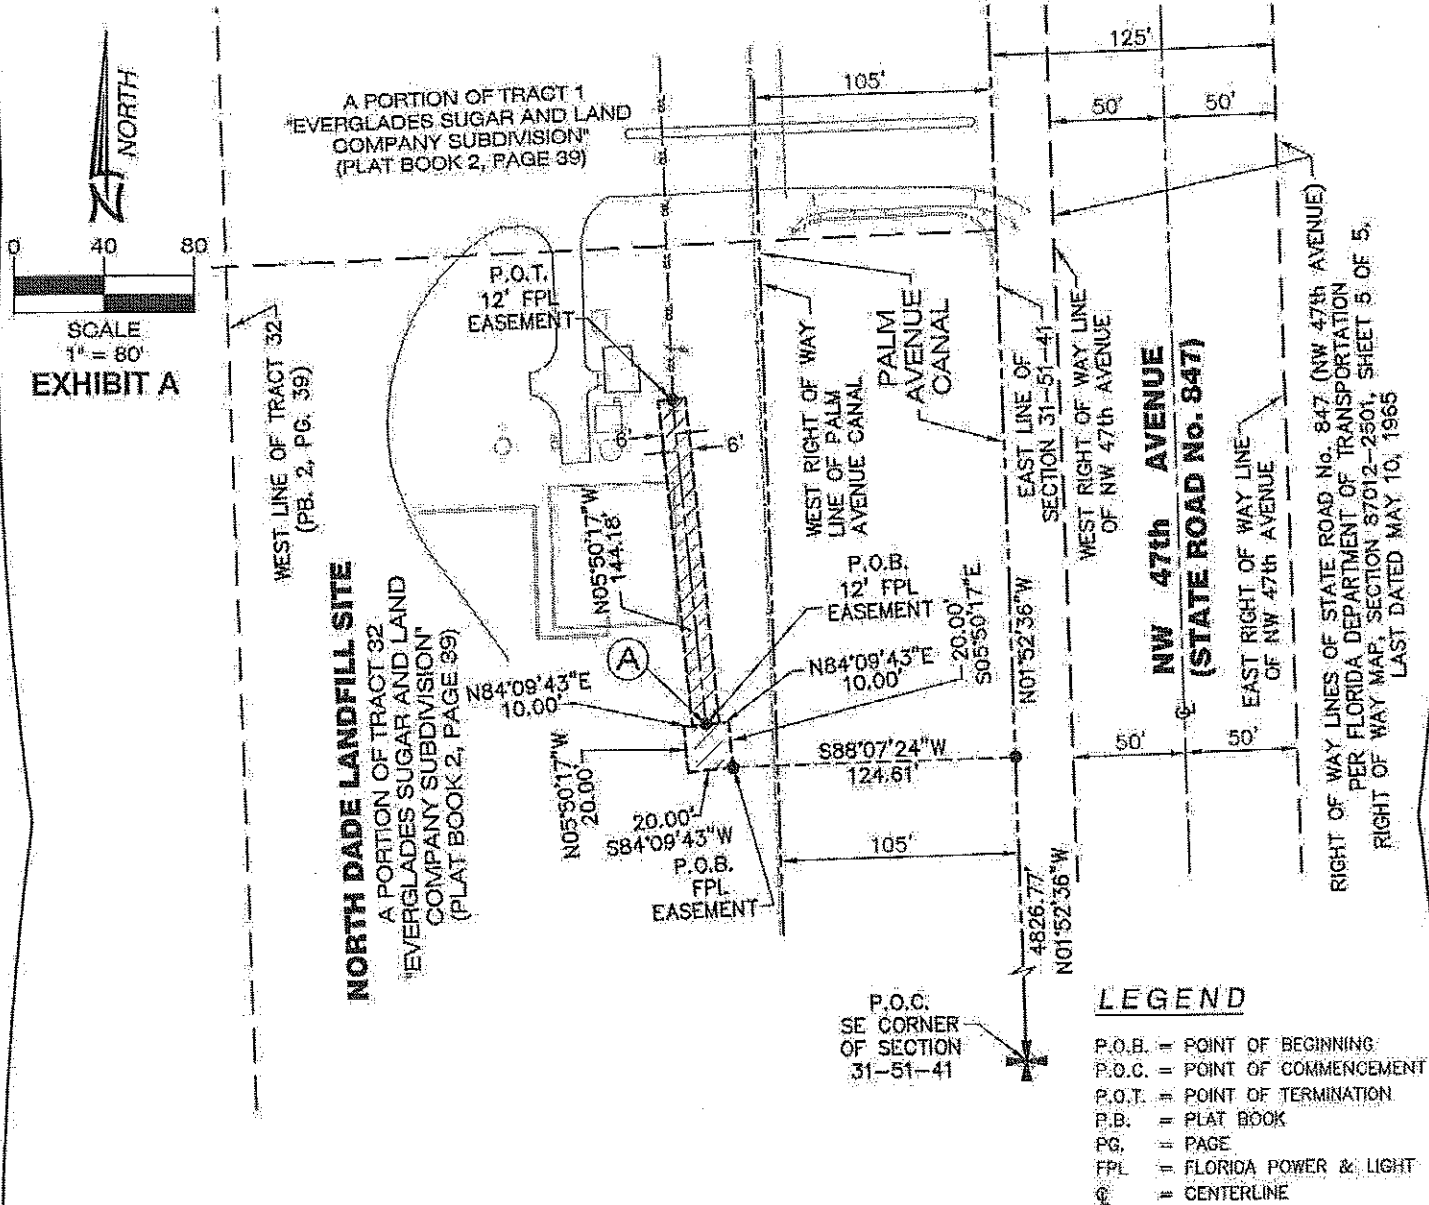 NORTH
0 40 80
SCALE
1" = 80'
EXHIBIT A
A PORTION OF TRACT 1
"EVERGLADES SUGAR AND LAND
COMPANY SUBDIVISION"
(PLAT BOOK 2, PAGE 39)
105'
125'
50'
50'
P.O.T.
12' FPL
EASEMENT
WEST LINE OF TRACT 32
(PB. 2, PG. 39)
6'
6'
WEST RIGHT OF WAY
LINE OF PALM
AVENUE CANAL
PALM
AVENUE
CANAL
EAST LINE OF
SECTION 31-51-41
WEST RIGHT OF WAY LINE
OF NW 47th AVENUE
NW 47th AVENUE
(STATE ROAD No. 847)
EAST RIGHT OF WAY LINE
OF NW 47th AVENUE
RIGHT OF WAY LINES OF STATE ROAD No. 847 (NW 47th AVENUE)
PER FLORIDA DEPARTMENT OF TRANSPORTATION
RIGHT OF WAY MAP, SECTION 87012-2501, SHEET 5 OF 5,
LAST DATED MAY 10, 1965
N05°50'17"W
144.18'
P.O.B.
12' FPL
EASEMENT
A
N84°09'43"E
10.00'
N84°09'43"E
10.00'
20.00'
S05°50'17"E
N01°52'36"W
NORTH DADE LANDFILL SITE
A PORTION OF TRACT 32
"EVERGLADES SUGAR AND LAND
COMPANY SUBDIVISION"
(PLAT BOOK 2, PAGE 39)
N05°50'17"W
20.00'
S88°07'24"W
124.61'
50'
50'
℄
20.00'
S84°09'43"W
P.O.B.
FPL
EASEMENT
105'
4826.77'
N01°52'36"W
P.O.C.
SE CORNER
OF SECTION
31-51-41
LEGEND
P.O.B. = POINT OF BEGINNING
P.O.C. = POINT OF COMMENCEMENT
P.O.T. = POINT OF TERMINATION
P.B. = PLAT BOOK
PG. = PAGE
FPL = FLORIDA POWER & LIGHT
℄ = CENTERLINE